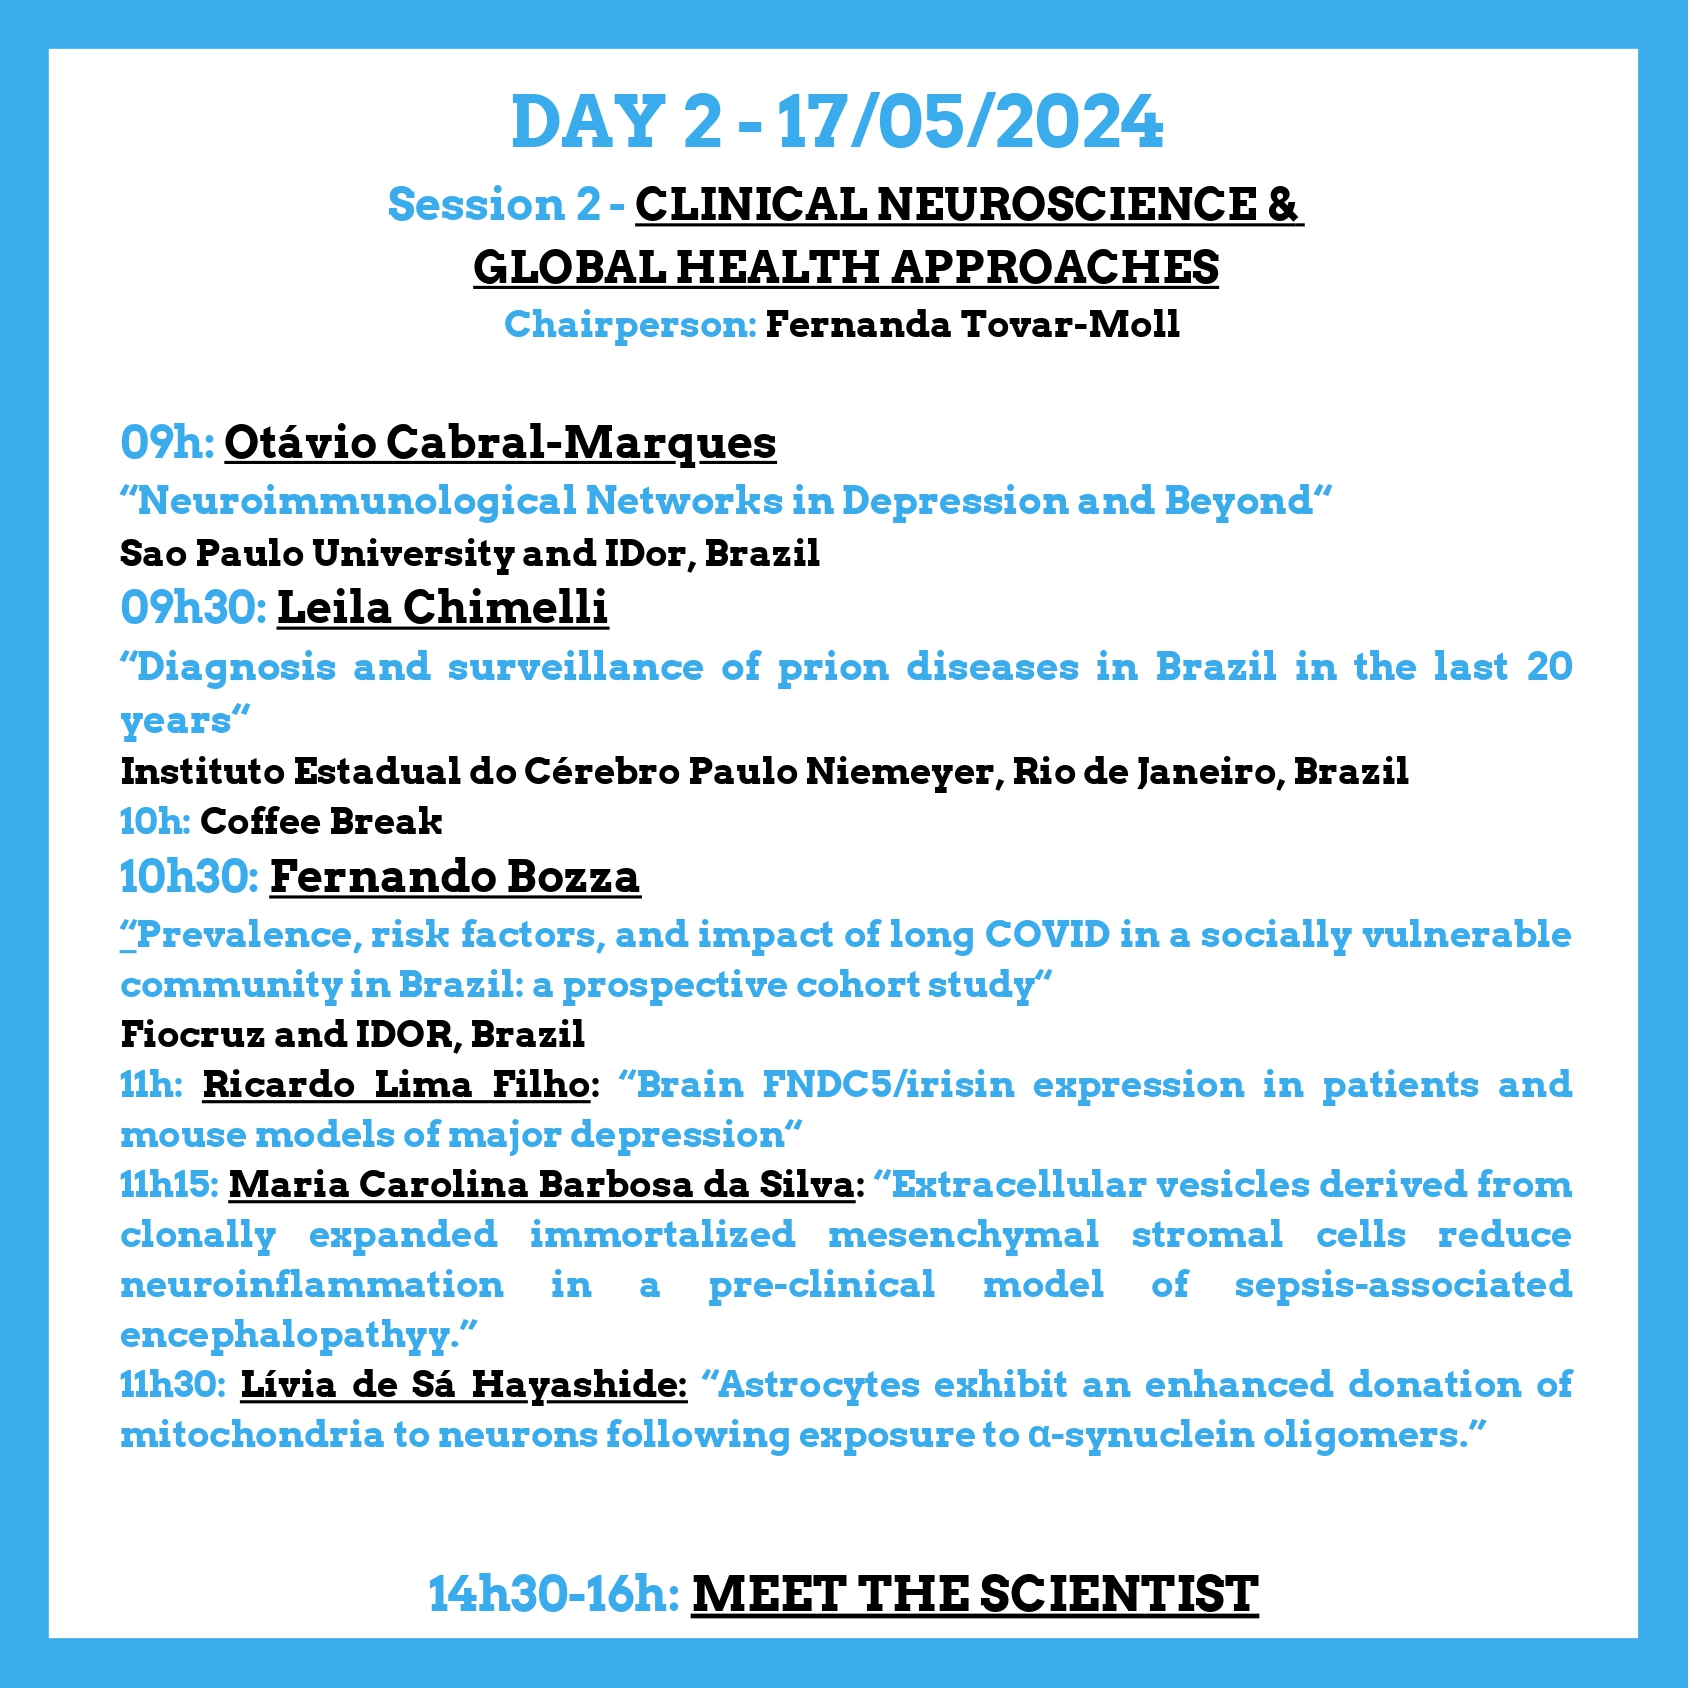 DAY 2 - 17/05/2024
Session 2 - CLINICAL NEUROSCIENCE &
GLOBAL HEALTH APPROACHES
Chairperson: Fernanda Tovar-Moll
09h: Otávio Cabral-Marques
“Neuroimmunological Networks in Depression and Beyond“
Sao Paulo University and IDor, Brazil
09h30: Leila Chimelli
“Diagnosis and surveillance of prion diseases in Brazil in the last 20
years“
Instituto Estadual do Cérebro Paulo Niemeyer, Rio de Janeiro, Brazil
10h: Coffee Break
10h30: Fernando Bozza
“Prevalence, risk factors, and impact of long COVID in a socially vulnerable
community in Brazil: a prospective cohort study“
Fiocruz and IDOR, Brazil
11h: Ricardo Lima Filho: “Brain FNDC5/irisin expression in patients and
mouse models of major depression“
11h15: Maria Carolina Barbosa da Silva: “Extracellular vesicles derived from
clonally expanded immortalized mesenchymal stromal cells reduce
neuroinflammation in a pre-clinical model of sepsis-associated
encephalopathyy.”
11h30: Lívia de Sá Hayashide: “Astrocytes exhibit an enhanced donation of
mitochondria to neurons following exposure to α-synuclein oligomers.”
14h30-16h: MEET THE SCIENTIST